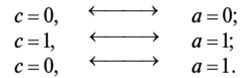 c = 0, ⟷ a = 0;
c = 1, ⟷ a = 1;
c = 0, ⟷ a = 1.